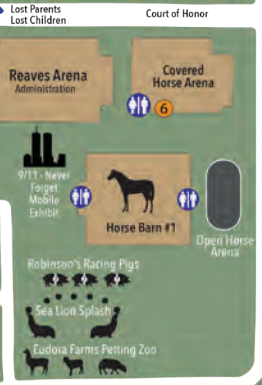 Lost Parents
Lost Children
Court of Honor
Reaves Arena
Administration
Covered
Horse Arena
6
9/11 - Never
Forget
Mobile
Exhibit
Horse Barn #1
Open Horse
Arena
Robinson's Racing Pigs
Sea Lion Splash
Eudora Farms Petting Zoo